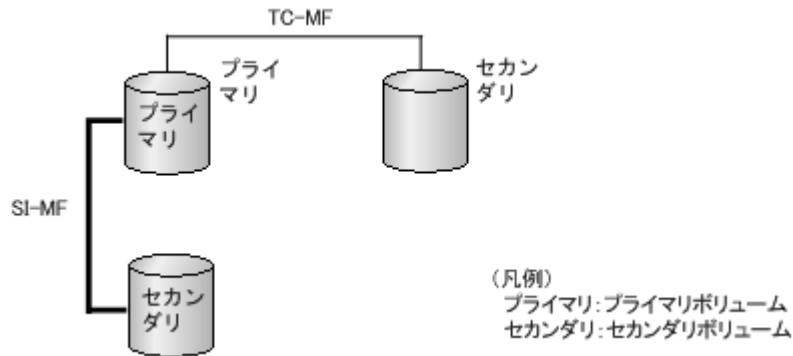 TC-MF
プライ
マリ
セカン
ダリ
プライ
マリ
SI-MF
セカン
ダリ
（凡例）
プライマリ：プライマリボリューム
セカンダリ：セカンダリボリューム